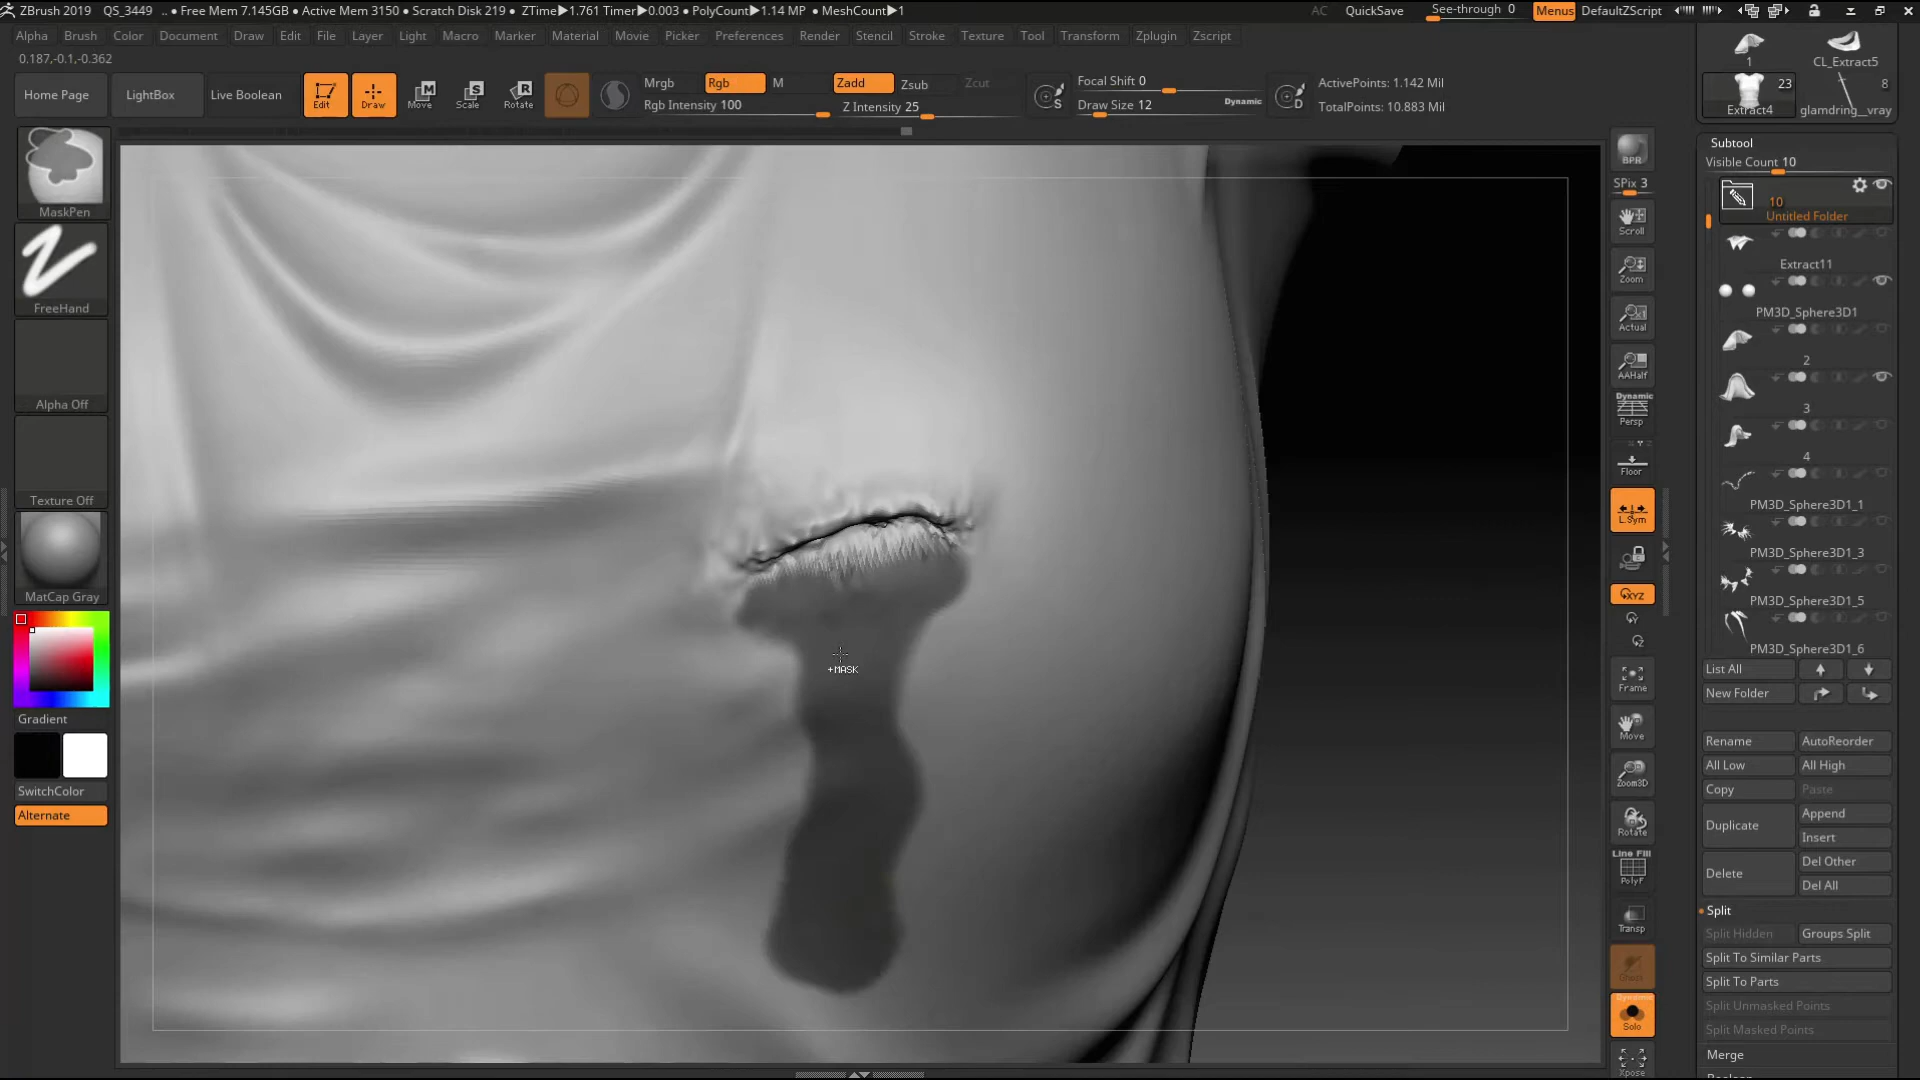 ZBrush 2019 QS_3449 .. • Free Mem 7.145GB • Active Mem 3150 • Scratch Disk 219 • ZTime▶1.761 Timer▶0.003 • PolyCount▶1.14 MP • MeshCount▶1 AC QuickSave See-through 0 Menus DefaultZScript
Alpha Brush Color Document Draw Edit File Layer Light Macro Marker Material Movie Picker Preferences Render Stencil Stroke Texture Tool Transform Zplugin Zscript
0.187,-0.1,-0.362
Home Page LightBox Live Boolean Edit Draw Move Scale Rotate
Mrgb Rgb M Zadd Zsub Zcut
Rgb Intensity 100 Z Intensity 25
Focal Shift 0
Draw Size 12 Dynamic
ActivePoints: 1.142 Mil
TotalPoints: 10.883 Mil
MaskPen
FreeHand
Alpha Off
Texture Off
MatCap Gray
Gradient
SwitchColor
Alternate
+MASK
BPR
SPix 3
Scroll
Zoom
Actual
AAHalf
Dynamic
Persp
Floor
L.Sym
XYZ
Frame
Move
Zoom3D
Rotate
Line Fill
PolyF
Transp
Ghost
Dynamic
Solo
Xpose
1 CL_Extract5
23 8
Extract4 glamdring__vray
Subtool
Visible Count 10
10
Untitled Folder
Extract11
PM3D_Sphere3D1
2
3
4
PM3D_Sphere3D1_1
PM3D_Sphere3D1_3
PM3D_Sphere3D1_5
PM3D_Sphere3D1_6
List All
New Folder
Rename AutoReorder
All Low All High
Copy Paste
Duplicate Append
Insert
Delete Del Other
Del All
Split
Split Hidden Groups Split
Split To Similar Parts
Split To Parts
Split Unmasked Points
Split Masked Points
Merge